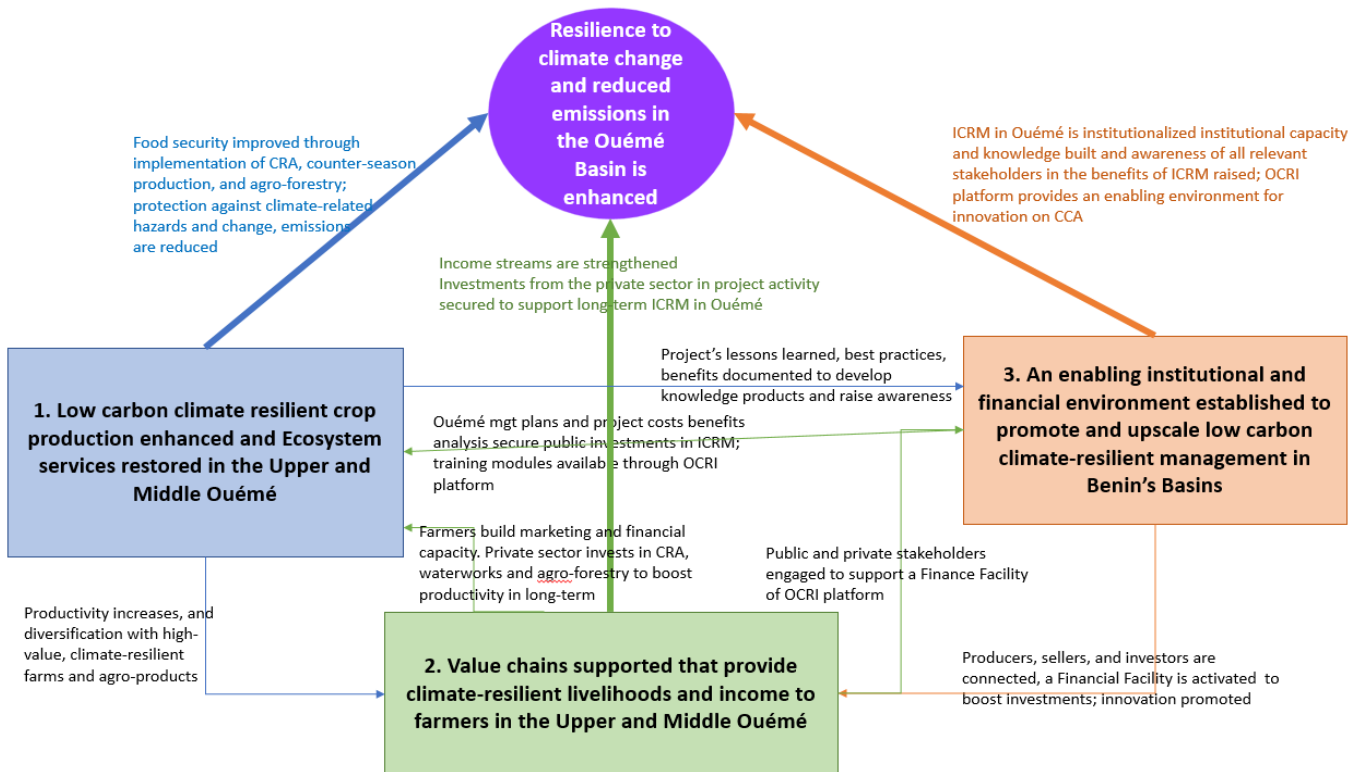 Resilience to
climate change
and reduced
emissions in
the Ouémé
Basin is
enhanced
Food security improved through
implementation of CRA, counter-season
production, and agro-forestry;
protection against climate-related
hazards and change, emissions
are reduced
ICRM in Ouémé is institutionalized institutional capacity
and knowledge built and awareness of all relevant
stakeholders in the benefits of ICRM raised; OCRI
platform provides an enabling environment for
innovation on CCA
Income streams are strengthened
Investments from the private sector in project activity
secured to support long-term ICRM in Ouémé
1. Low carbon climate resilient crop
production enhanced and Ecosystem
services restored in the Upper and
Middle Ouémé
Project's lessons learned, best practices,
benefits documented to develop
knowledge products and raise awareness
Ouémé mgt plans and project costs benefits
analysis secure public investments in ICRM;
training modules available through OCRI
platform
3. An enabling institutional and
financial environment established to
promote and upscale low carbon
climate-resilient management in
Benin's Basins
Farmers build marketing and financial
capacity. Private sector invests in CRA,
waterworks and agro-forestry to boost
productivity in long-term
Public and private stakeholders
engaged to support a Finance Facility
of OCRI platform
Productivity increases, and
diversification with high-
value, climate-resilient
farms and agro-products
2. Value chains supported that provide
climate-resilient livelihoods and income to
farmers in the Upper and Middle Ouémé
Producers, sellers, and investors are
connected, a Financial Facility is activated to
boost investments; innovation promoted